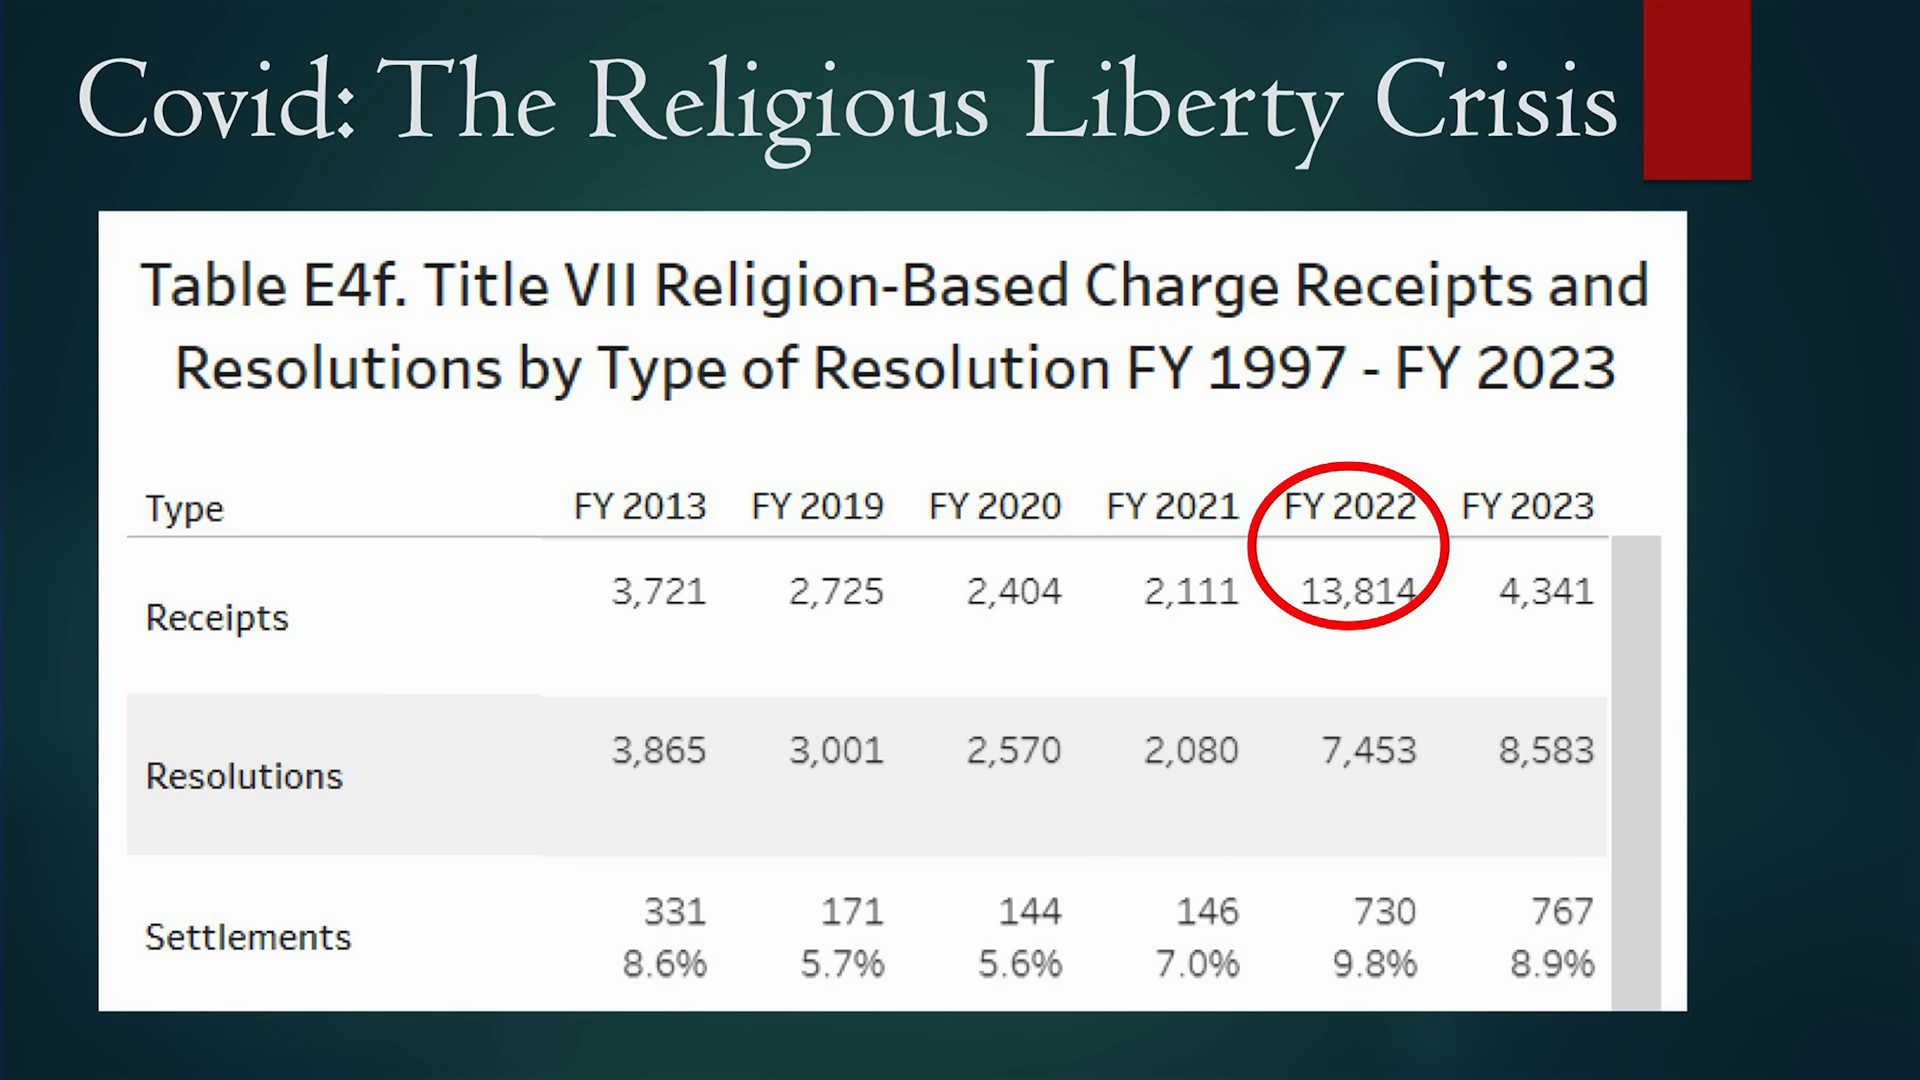 Covid: The Religious Liberty Crisis
Table E4f. Title VII Religion-Based Charge Receipts and
Resolutions by Type of Resolution FY 1997 - FY 2023
Type FY 2013 FY 2019 FY 2020 FY 2021 FY 2022 FY 2023
Receipts 3,721 2,725 2,404 2,111 13,814 4,341
Resolutions 3,865 3,001 2,570 2,080 7,453 8,583
Settlements 331 171 144 146 730 767
8.6% 5.7% 5.6% 7.0% 9.8% 8.9%